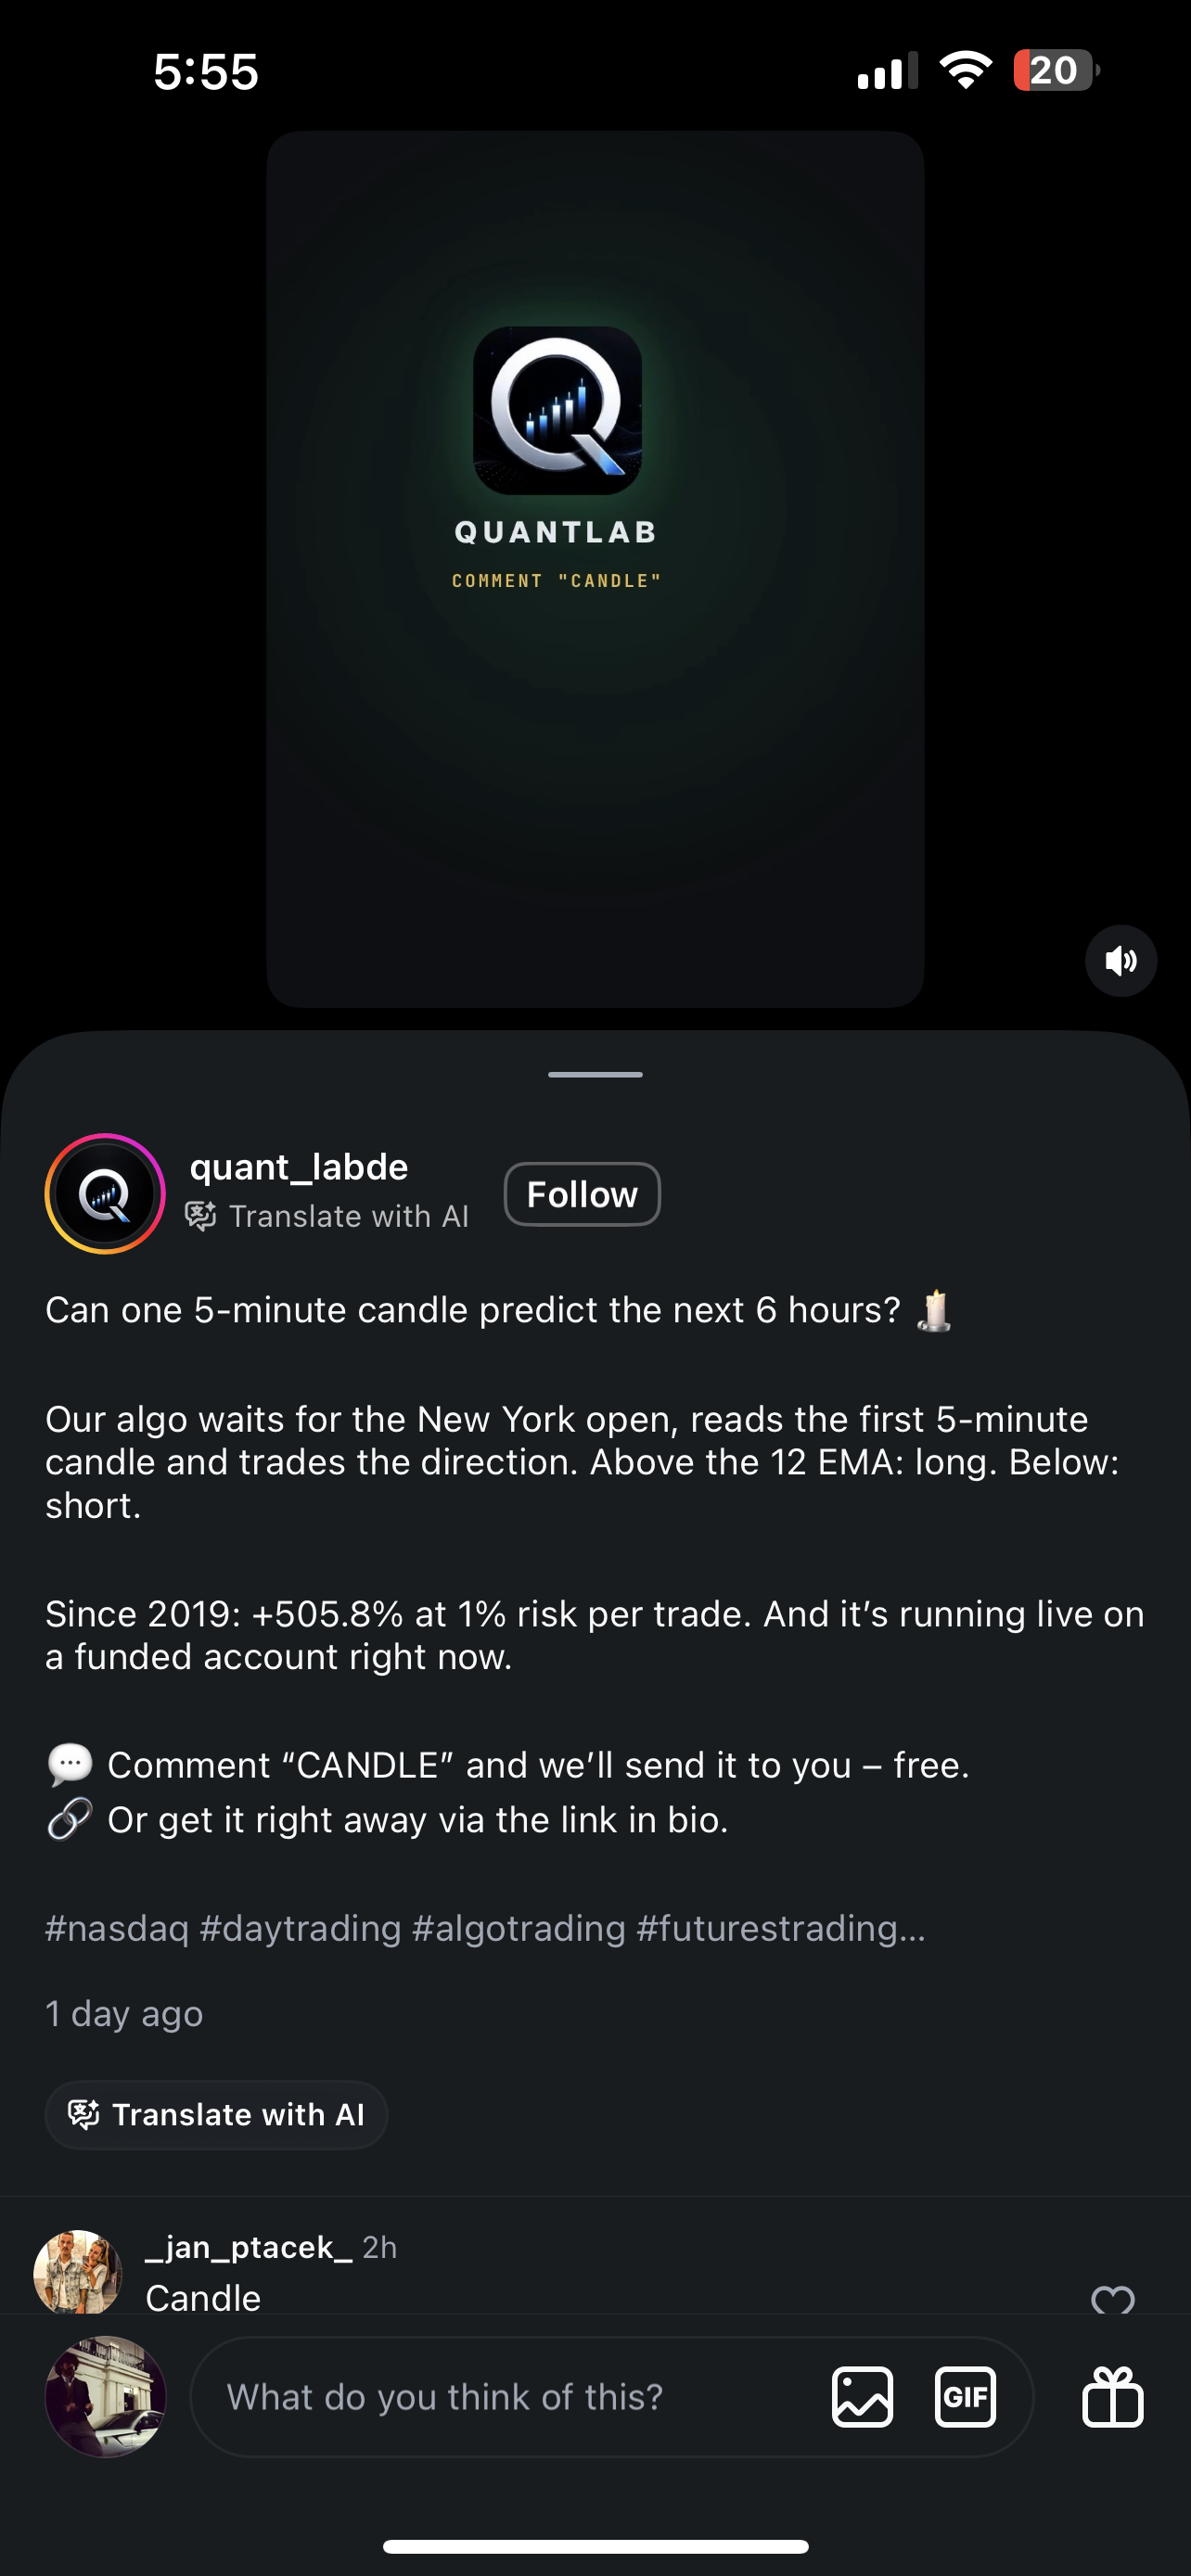 5:55
20
QUANTLAB
COMMENT "CANDLE"
quant_labde
Translate with AI
Follow
Can one 5-minute candle predict the next 6 hours? 🕯️
Our algo waits for the New York open, reads the first 5-minute
candle and trades the direction. Above the 12 EMA: long. Below:
short.
Since 2019: +505.8% at 1% risk per trade. And it’s running live on
a funded account right now.
💬 Comment “CANDLE” and we’ll send it to you – free.
🔗 Or get it right away via the link in bio.
#nasdaq #daytrading #algotrading #futurestrading...
1 day ago
Translate with AI
_jan_ptacek_ 2h
Candle
What do you think of this?
GIF